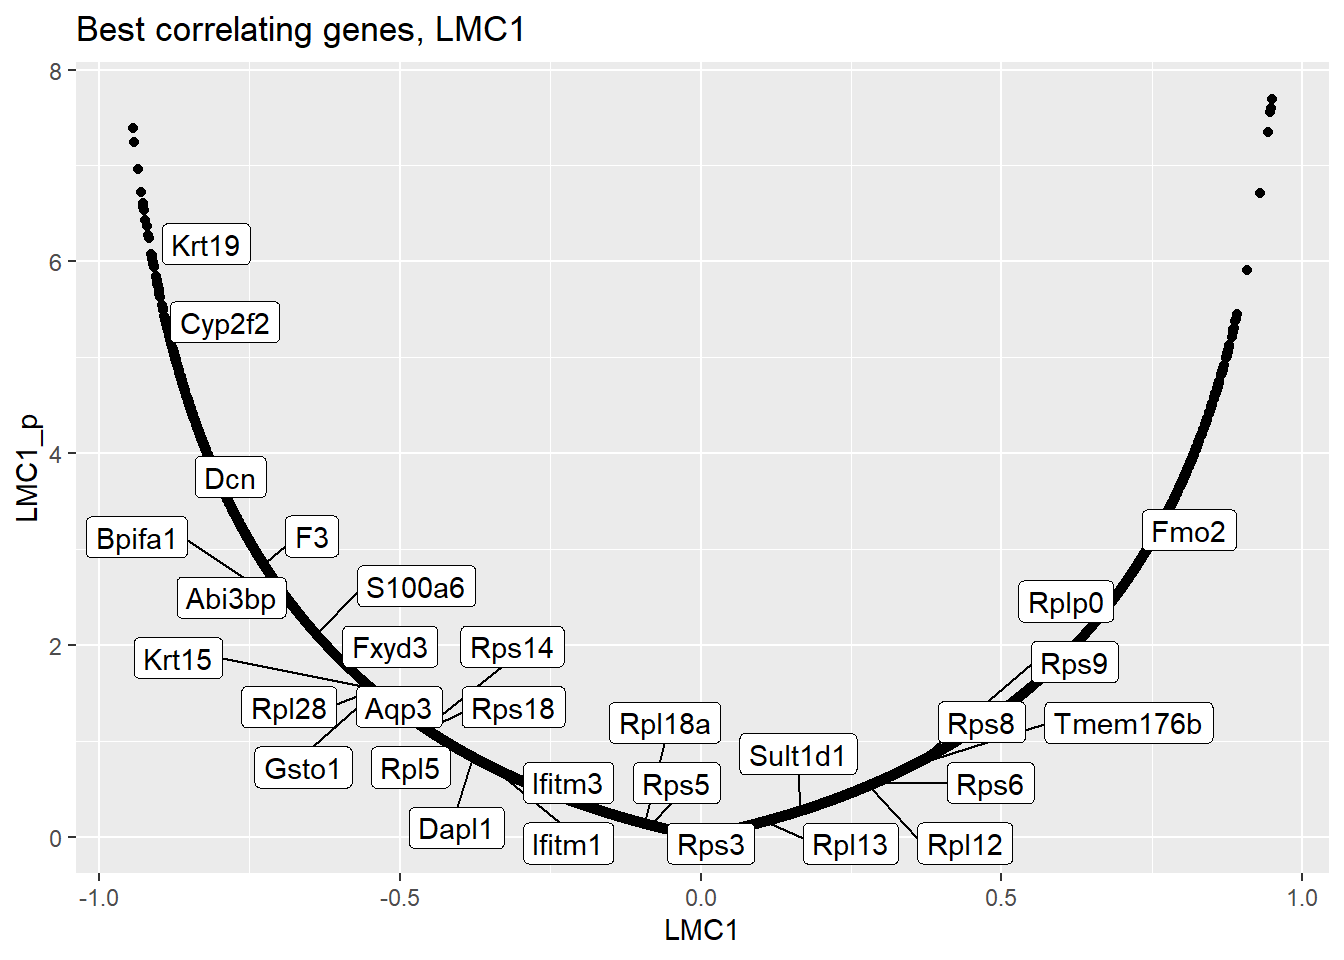 Best correlating genes, LMC1
8
6
4
2
0
LMC1_p
Krt19
Cyp2f2
Dcn
Bpifa1
F3
Fmo2
Abi3bp
S100a6
Rplp0
Krt15
Fxyd3
Rps14
Rps9
Rpl28
Aqp3
Rps18
Rpl18a
Rps8
Tmem176b
Gsto1
Rpl5
Ifitm3
Rps5
Sult1d1
Rps6
Dapl1
Ifitm1
Rps3
Rpl13
Rpl12
-1.0
-0.5
0.0
0.5
1.0
LMC1